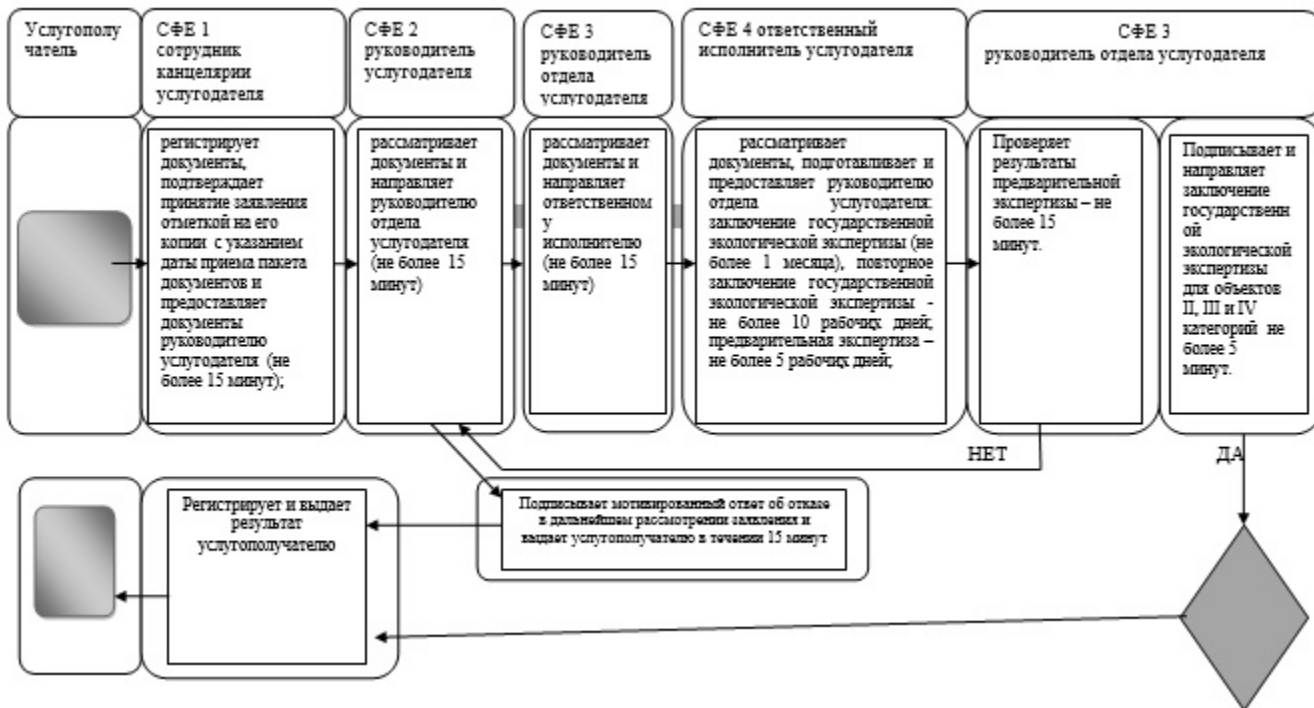 Услугополу
чатель
СФЕ 1
сотрудник
канцелярии
услугодателя
СФЕ 2
руководитель
услугодателя
СФЕ 3
руководитель
отдела
услугодателя
СФЕ 4 ответственный
исполнитель услугодателя
СФЕ 3
руководитель отдела услугодателя
регистрирует
документы,
подтверждает
принятие заявления
отметкой на его
копии с указанием
даты приема пакета
документов и
предоставляет
документы
руководителю
услугодателя (не
более 15 минут);
рассматривает
документы и
направляет
руководителю
отдела
услугодателя
(не более 15
минут)
рассматривает
документы и
направляет
ответственном
у
исполнителю
(не более 15
минут)
рассматривает
документы, подготавливает и
предоставляет руководителю
отдела услугодателя:
заключение государственной
экологической экспертизы (не
более 1 месяца), повторное
заключение государственной
экологической экспертизы -
не более 10 рабочих дней;
предварительная экспертиза –
не более 5 рабочих дней;
Проверяет
результаты
предварительной
экспертизы – не
более 15
минут.
Подписывает и
направляет
заключение
государственн
ой
экологической
экспертизы
для объектов
II, III и IV
категорий не
более 5
минут.
НЕТ
ДА
Регистрирует и выдает
результат
услугополучателю
Подписывает мотивированный ответ об отказе
в дальнейшем рассмотрении заявления и
выдает услугополучателю в течении 15 минут